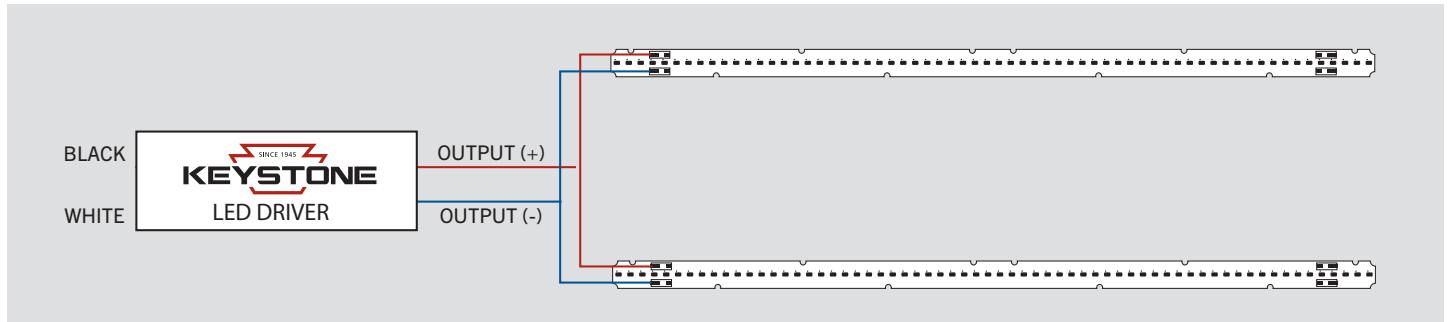 BLACK
WHITE
SINCE 1945
KEYSTONE
LED DRIVER
OUTPUT (+)
OUTPUT (-)